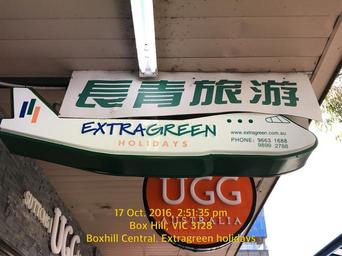 長青旅游
EXTRAGREEN
HOLIDAYS
www.extragreen.com.au
PHONE: 9663 1688
9899 2788
UGG
AUSTRALIA
UGG
17 Oct. 2016, 2:51:35 pm
Box Hill, VIC 3128
Boxhill Central. Extragreen holidays